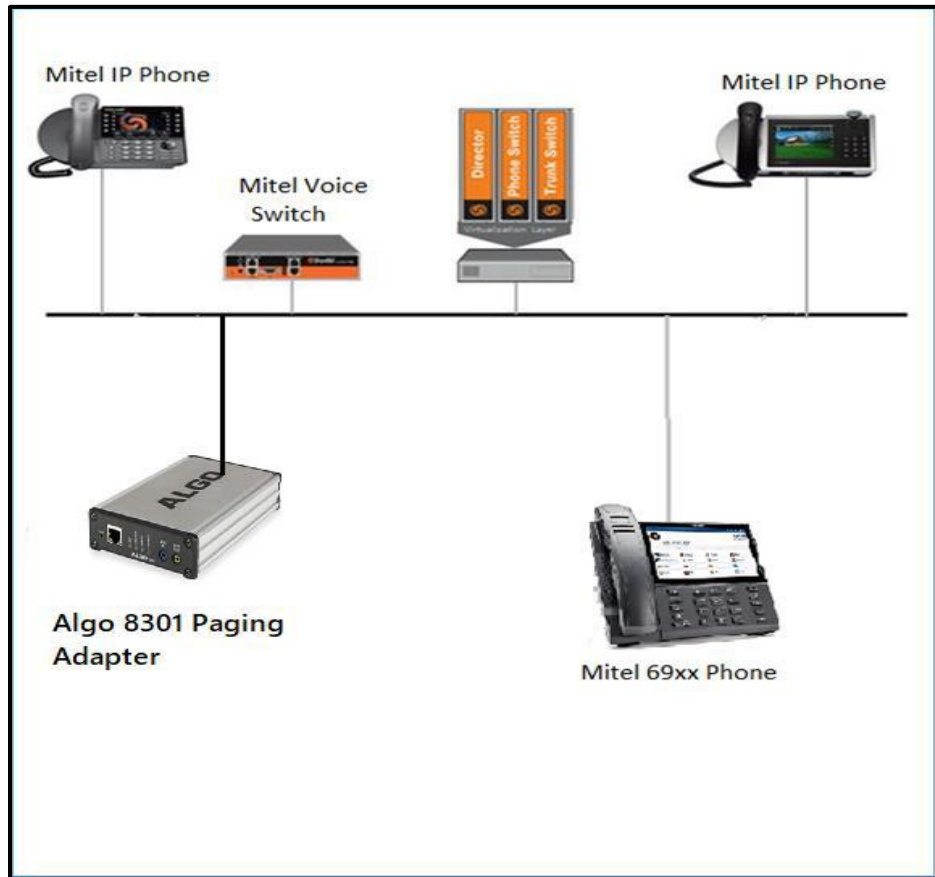 Mitel IP Phone
Mitel IP Phone
Mitel Voice
Switch
Director
Phone Switch
Trunk Switch
Virtualization Layer
ALGO
ALGO
Algo 8301 Paging
Adapter
Mitel 69xx Phone